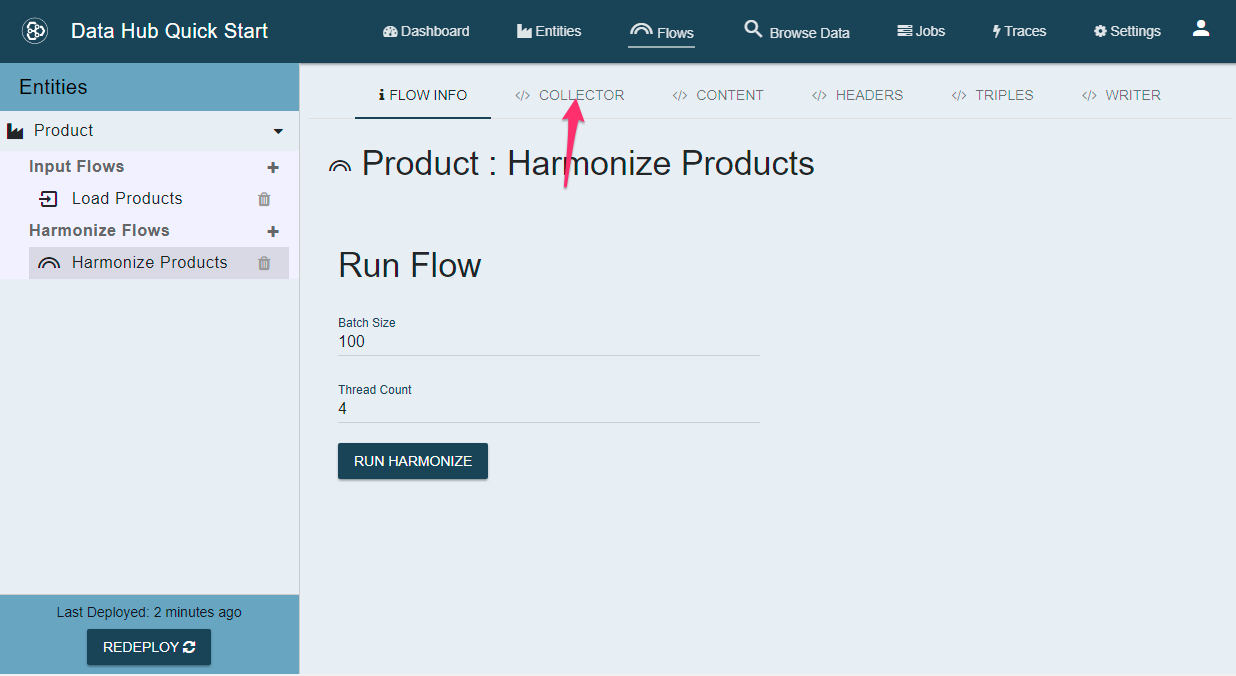 Data Hub Quick Start
Dashboard
Entities
Flows
Browse Data
Jobs
Traces
Settings
Entities
Product
Input Flows
Load Products
Harmonize Flows
Harmonize Products
Last Deployed: 2 minutes ago
REDEPLOY
FLOW INFO
</> COLLECTOR
</> CONTENT
</> HEADERS
</> TRIPLES
</> WRITER
Product : Harmonize Products
Run Flow
Batch Size
100
Thread Count
4
RUN HARMONIZE